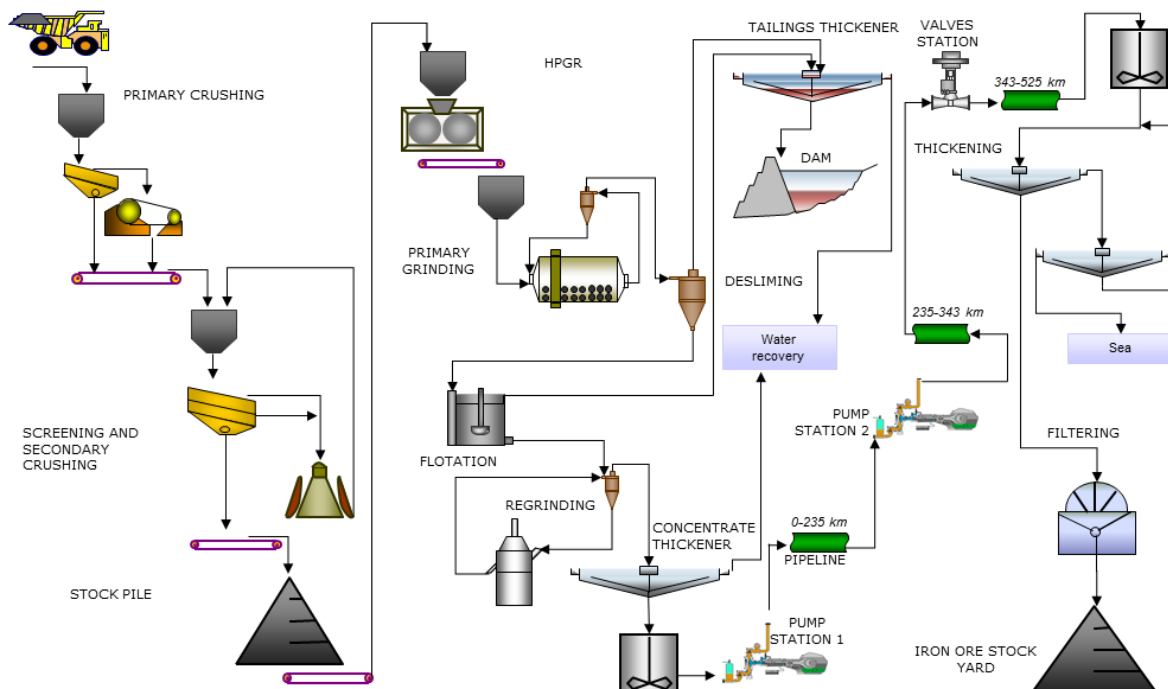 PRIMARY CRUSHING
SCREENING AND
SECONDARY
CRUSHING
STOCK PILE
HPGR
PRIMARY
GRINDING
DESLIMING
FLOTATION
REGRINDING
CONCENTRATE
THICKENER
TAILINGS THICKENER
DAM
Water
recovery
PUMP
STATION 1
0-235 km
PIPELINE
PUMP
STATION 2
235-343 km
VALVES
STATION
343-525 km
THICKENING
Sea
FILTERING
IRON ORE STOCK
YARD